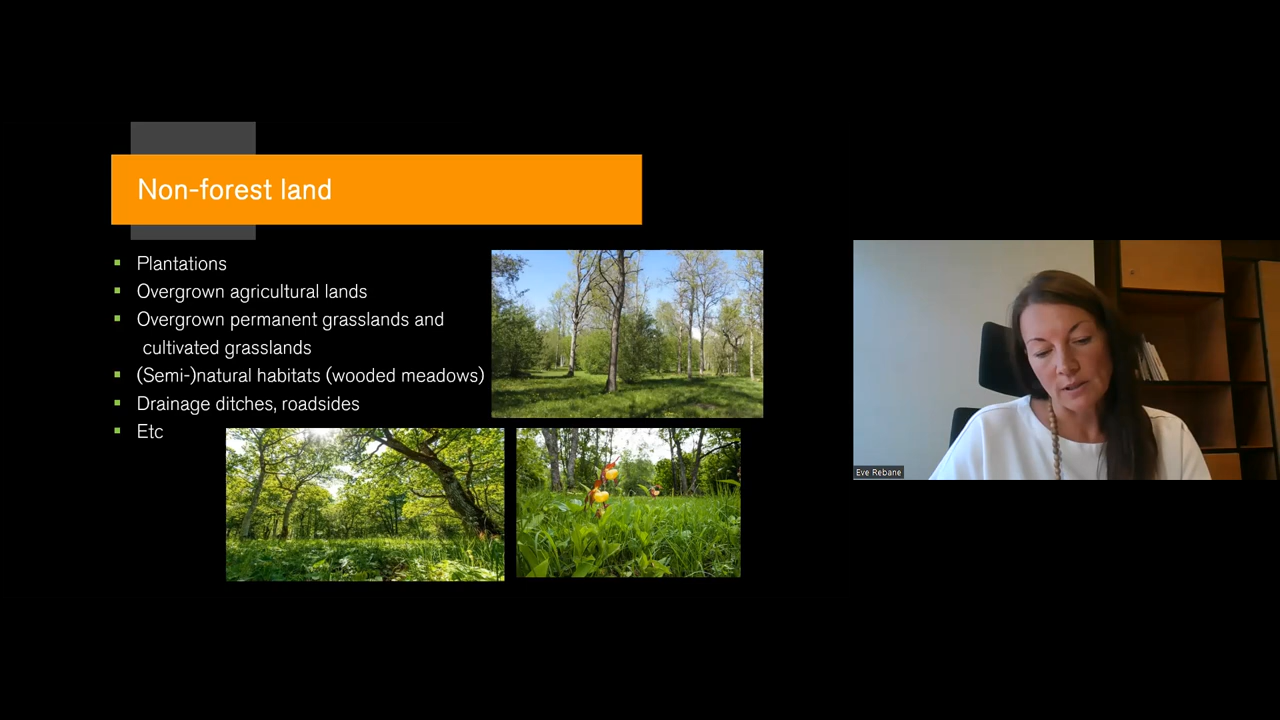 Non-forest land
Plantations
Overgrown agricultural lands
Overgrown permanent grasslands and
cultivated grasslands
(Semi-)natural habitats (wooded meadows)
Drainage ditches, roadsides
Etc
Eve Rebane